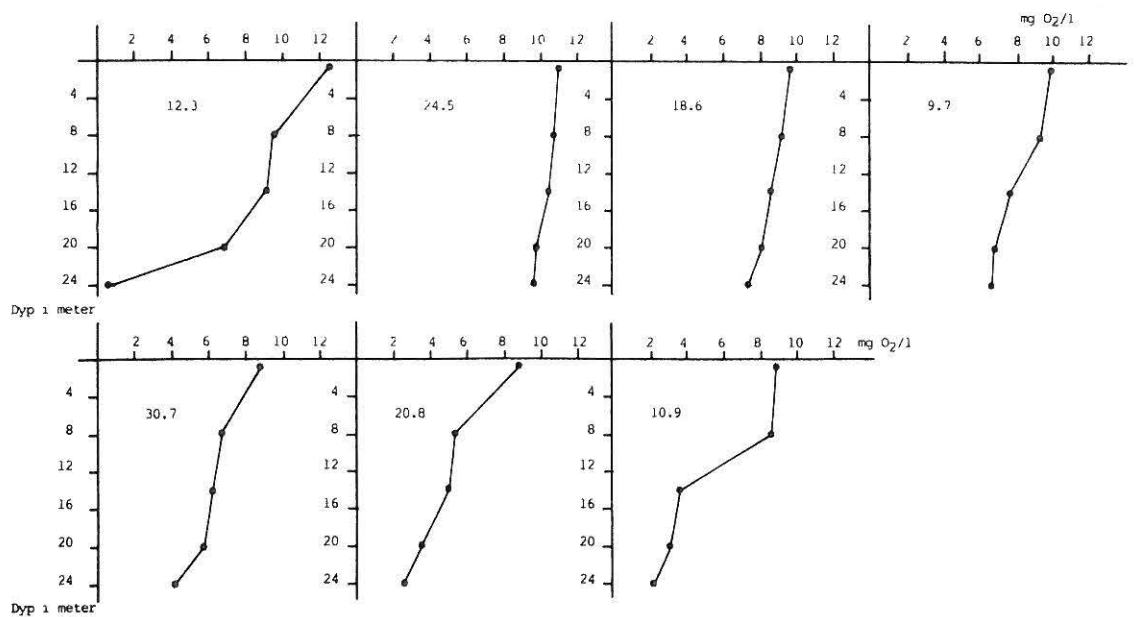 mg O2/l
2 4 6 8 10 12 2 4 6 8 10 12 2 4 6 8 10 12 2 4 6 8 10 12
4 4 4 4
12.3 24.5 18.6 9.7
8 8 8 8
12 12 12 12
16 16 16 16
20 20 20 20
24 24 24 24
Dyp i meter
2 4 6 8 10 2 4 6 8 10 12 2 4 6 8 10 12 mg O2/l
4 4 4
30.7 20.8 10.9
8 8 8
12 12 12
16 16 16
20 20 20
24 24 24
Dyp i meter